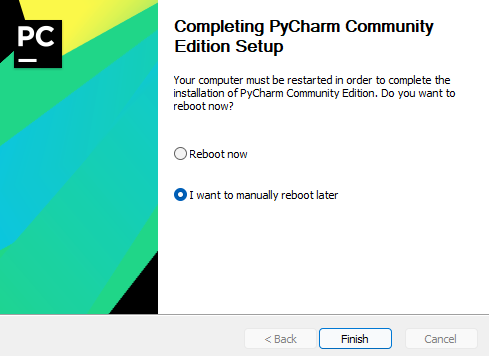 PC
Completing PyCharm Community
Edition Setup
Your computer must be restarted in order to complete the
installation of PyCharm Community Edition. Do you want to
reboot now?
Reboot now
I want to manually reboot later
< Back
Finish
Cancel